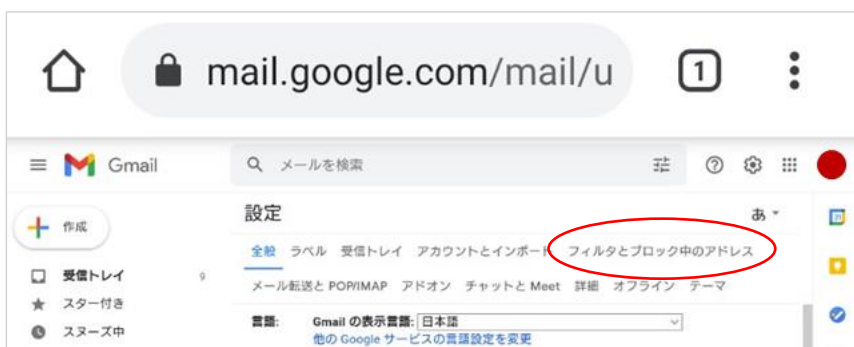 mail.google.com/mail/u 1
Gmail メールを検索
設定 あ
作成
全般 ラベル 受信トレイ アカウントとインポート フィルタとブロック中のアドレス
受信トレイ 9
メール転送と POP/IMAP アドオン チャットと Meet 詳細 オフライン テーマ
スター付き
言語: Gmail の表示言語: 日本語
スヌーズ中
他の Google サービスの言語設定を変更